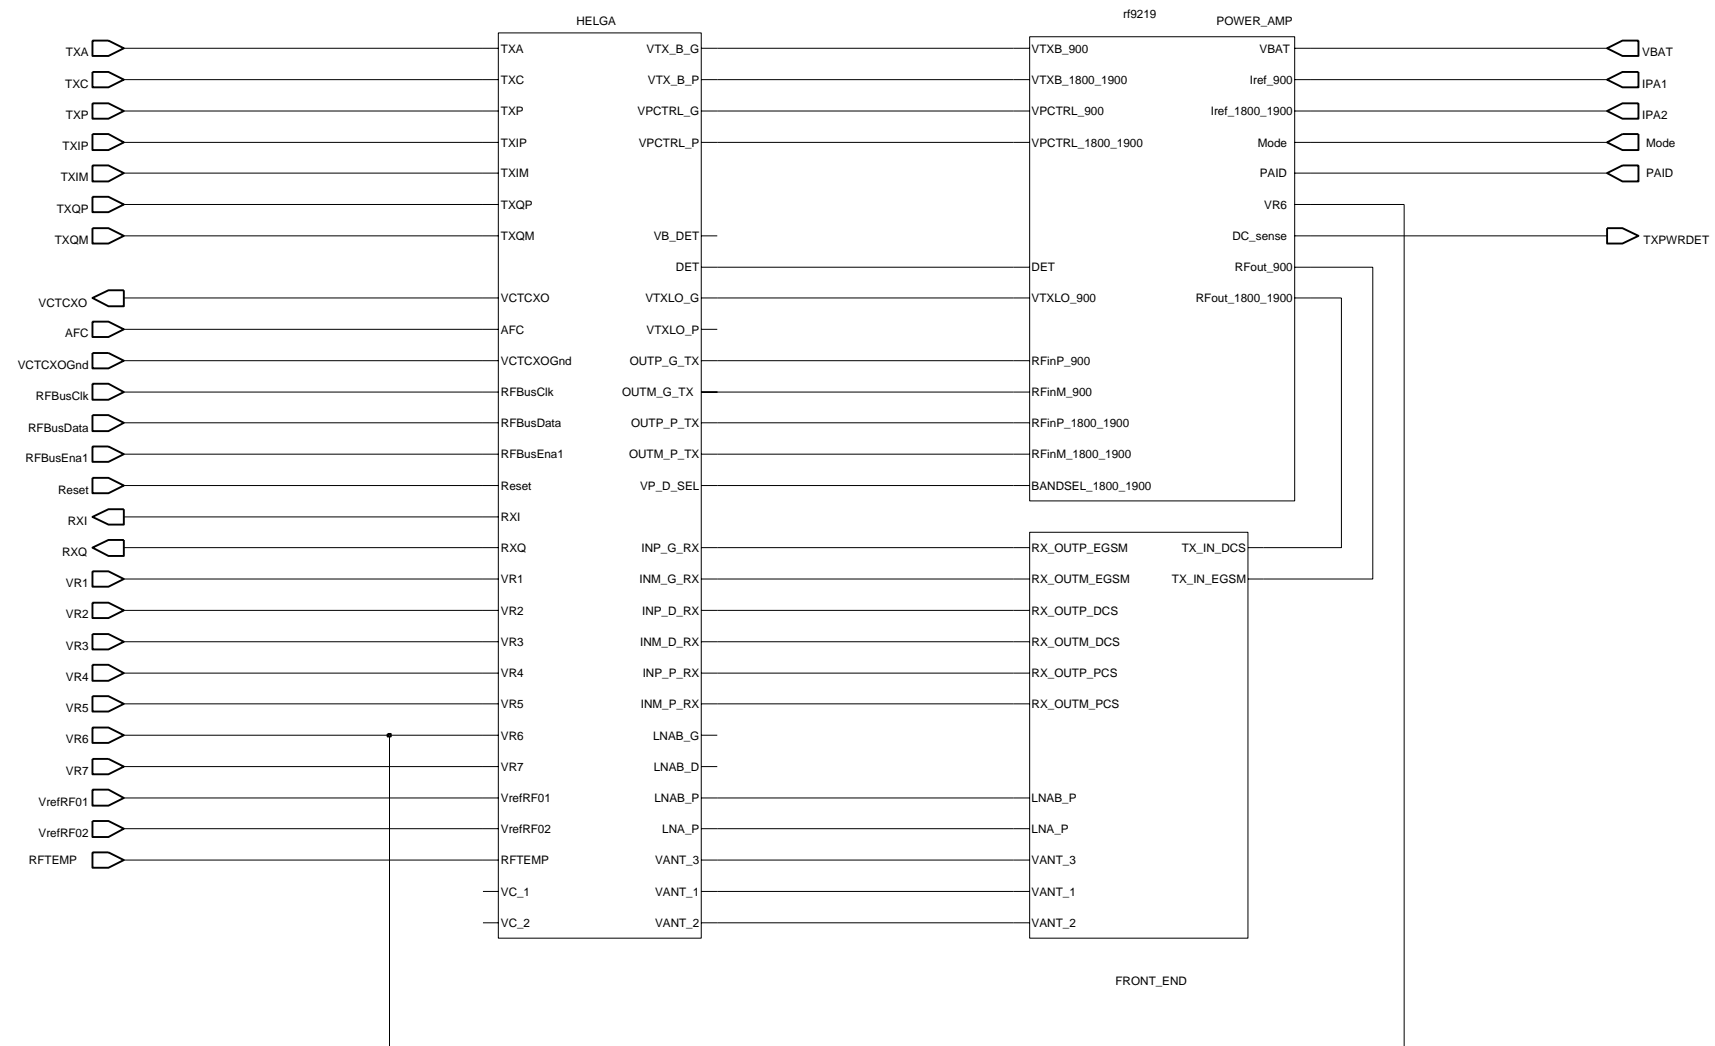 rf9219
HELGA POWER_AMP
TXA TXA VTX_B_G VTXB_900 VBAT VBAT
TXC TXC VTX_B_P VTXB_1800_1900 Iref_900 IPA1
TXP TXP VPCTRL_G VPCTRL_900 Iref_1800_1900 IPA2
TXIP TXIP VPCTRL_P VPCTRL_1800_1900 Mode Mode
TXIM TXIM PAID PAID
TXQP TXQP VR6
TXQM TXQM VB_DET DC_sense TXPWRDET
DET DET RFout_900
VCTCXO VCTCXO VTXLO_G VTXLO_900 RFout_1800_1900
AFC AFC VTXLO_P
VCTCXOGnd VCTCXOGnd OUTP_G_TX RFinP_900
RFBusClk RFBusClk OUTM_G_TX RFinM_900
RFBusData RFBusData OUTP_P_TX RFinP_1800_1900
RFBusEna1 RFBusEna1 OUTM_P_TX RFinM_1800_1900
Reset Reset VP_D_SEL BANDSEL_1800_1900
RXI RXI
RXQ RXQ INP_G_RX RX_OUTP_EGSM TX_IN_DCS
VR1 VR1 INM_G_RX RX_OUTM_EGSM TX_IN_EGSM
VR2 VR2 INP_D_RX RX_OUTP_DCS
VR3 VR3 INM_D_RX RX_OUTM_DCS
VR4 VR4 INP_P_RX RX_OUTP_PCS
VR5 VR5 INM_P_RX RX_OUTM_PCS
VR6 VR6 LNAB_G
VR7 VR7 LNAB_D
VrefRF01 VrefRF01 LNAB_P LNAB_P
VrefRF02 VrefRF02 LNA_P LNA_P
RFTEMP RFTEMP VANT_3 VANT_3
VC_1 VANT_1 VANT_1
VC_2 VANT_2 VANT_2
FRONT_END